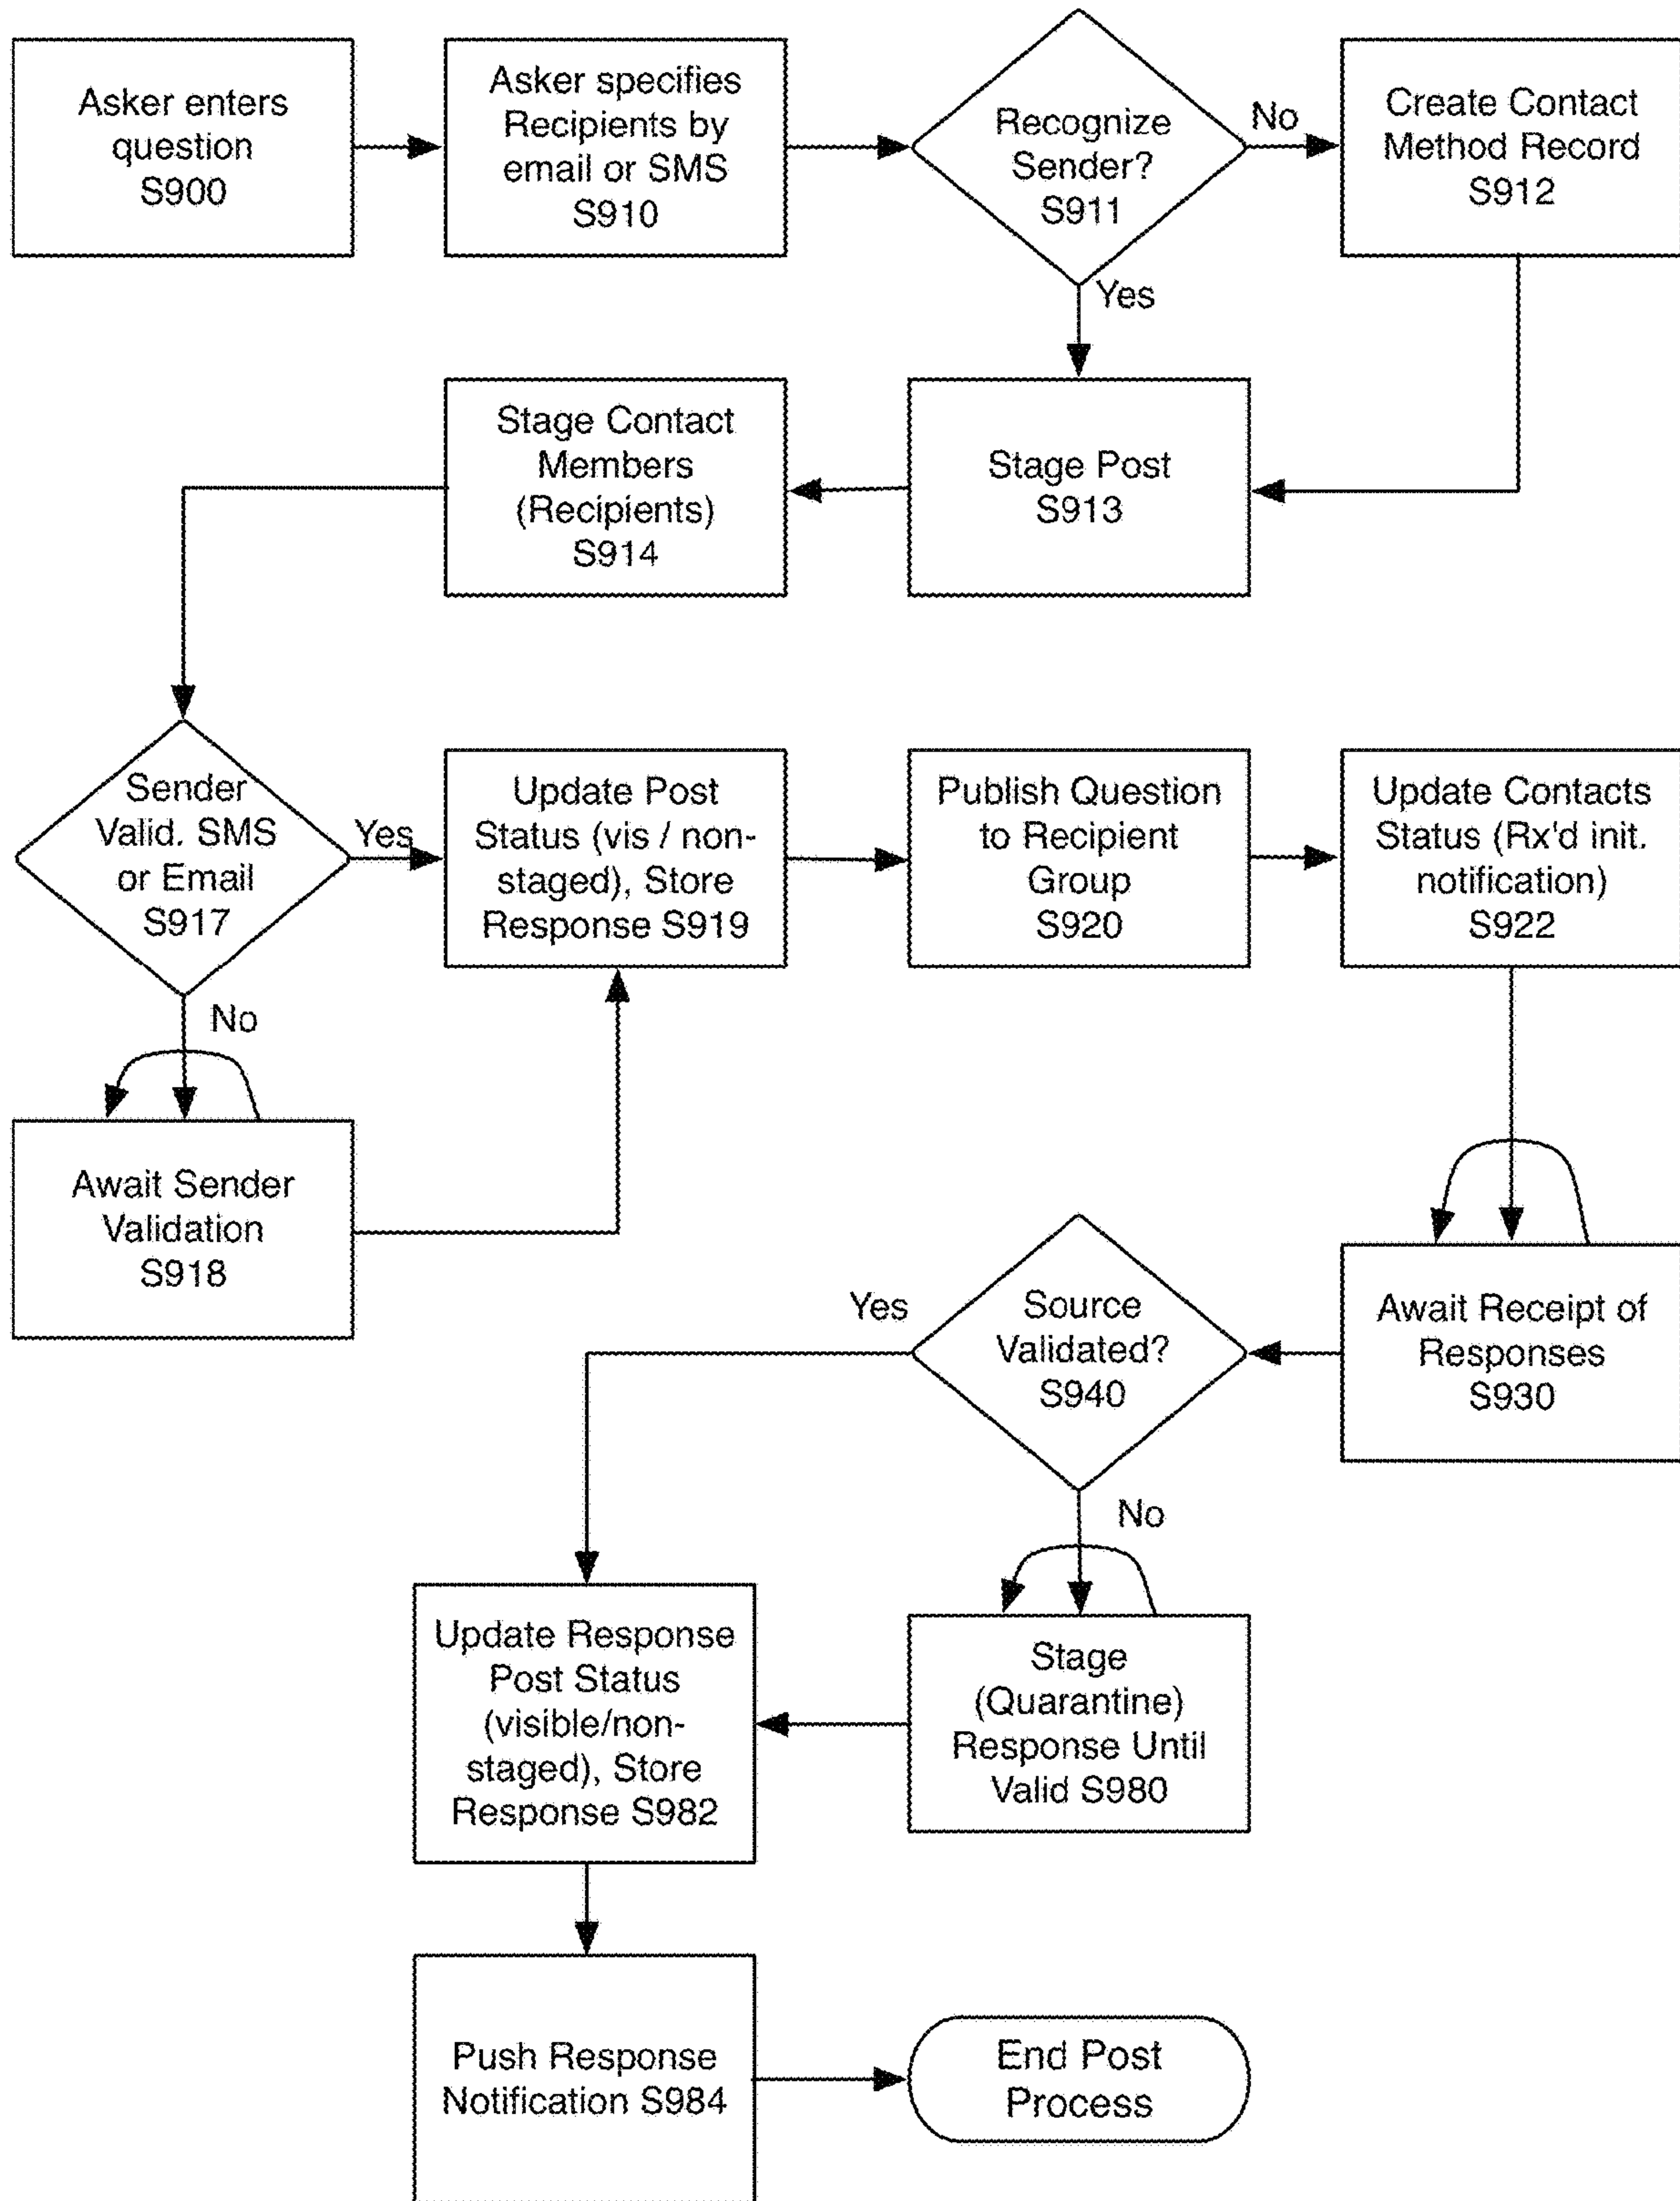 Asker enters
question
S900
Asker specifies
Recipients by
email or SMS
S910
Recognize
Sender?
S911
No
Create Contact
Method Record
S912
Yes
Stage Contact
Members
(Recipients)
S914
Stage Post
S913
Sender
Valid. SMS
or Email
S917
Yes
Update Post
Status (vis / non-
staged), Store
Response S919
Publish Question
to Recipient
Group
S920
Update Contacts
Status (Rx'd init.
notification)
S922
No
Await Sender
Validation
S918
Yes
Source
Validated?
S940
Await Receipt of
Responses
S930
No
Update Response
Post Status
(visible/non-
staged), Store
Response S982
Stage
(Quarantine)
Response Until
Valid S980
Push Response
Notification S984
End Post
Process